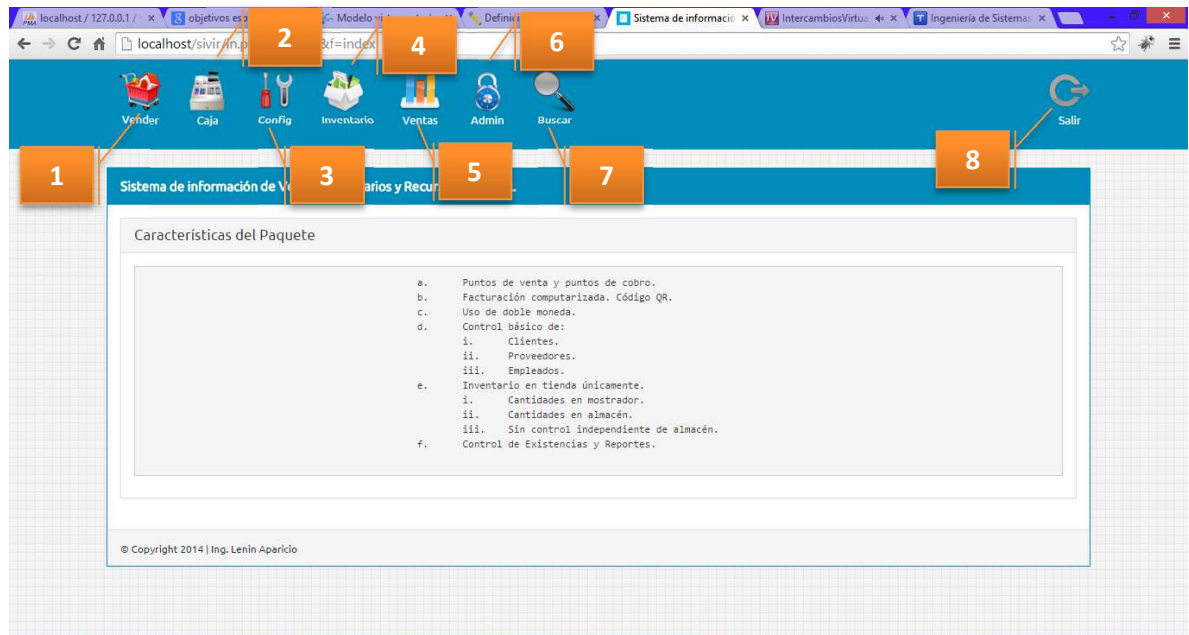 localhost / 127.0.0.1 / objetivos es Modelo Sistema de informació IntercambiosVirtua Ingeniería de Sistemas
localhost/sivir/in &f=index
2 4 6
Vender Caja Config Inventario Ventas Admin Buscar Salir
1 3 5 7 8
Sistema de información de arios y Recur
Características del Paquete
a. Puntos de venta y puntos de cobro.
b. Facturación computarizada. Código QR.
c. Uso de doble moneda.
d. Control básico de:
i. Clientes.
ii. Proveedores.
iii. Empleados.
e. Inventario en tienda únicamente.
i. Cantidades en mostrador.
ii. Cantidades en almacén.
iii. Sin control independiente de almacén.
f. Control de Existencias y Reportes.
© Copyright 2014 | Ing. Lenin Aparicio